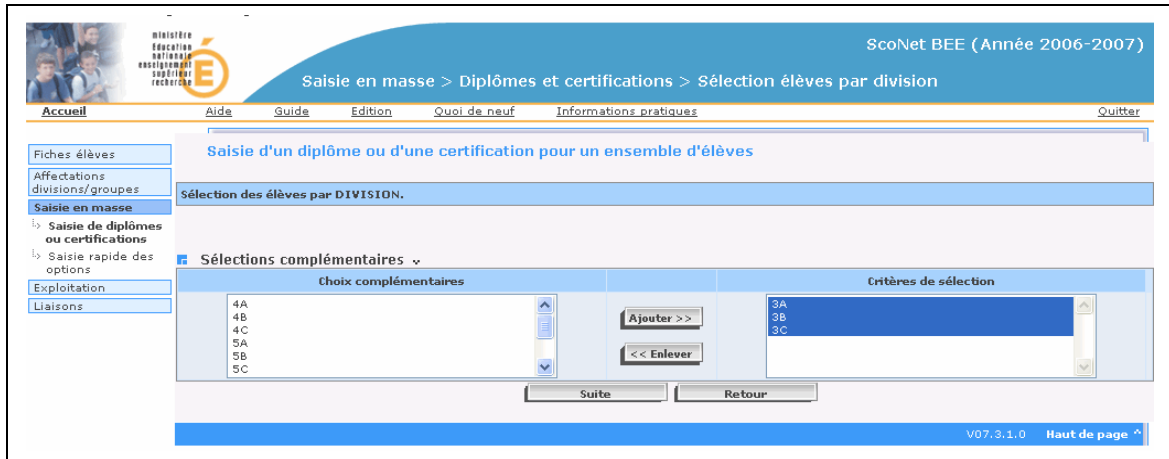 ministère
éducation
nationale
enseignement
supérieur
recherche
ScoNet BEE (Année 2006-2007)
Saisie en masse > Diplômes et certifications > Sélection élèves par division
Accueil Aide Guide Edition Quoi de neuf Informations pratiques Quitter
Fiches élèves
Affectations
divisions/groupes
Saisie en masse
Saisie de diplômes
ou certifications
Saisie rapide des
options
Exploitation
Liaisons
Saisie d'un diplôme ou d'une certification pour un ensemble d'élèves
Sélection des élèves par DIVISION.
Sélections complémentaires
Choix complémentaires Critères de sélection
4A
4B
4C
5A
5B
5C
Ajouter >>
<< Enlever
3A
3B
3C
Suite Retour
V07.3.1.0 Haut de page ^